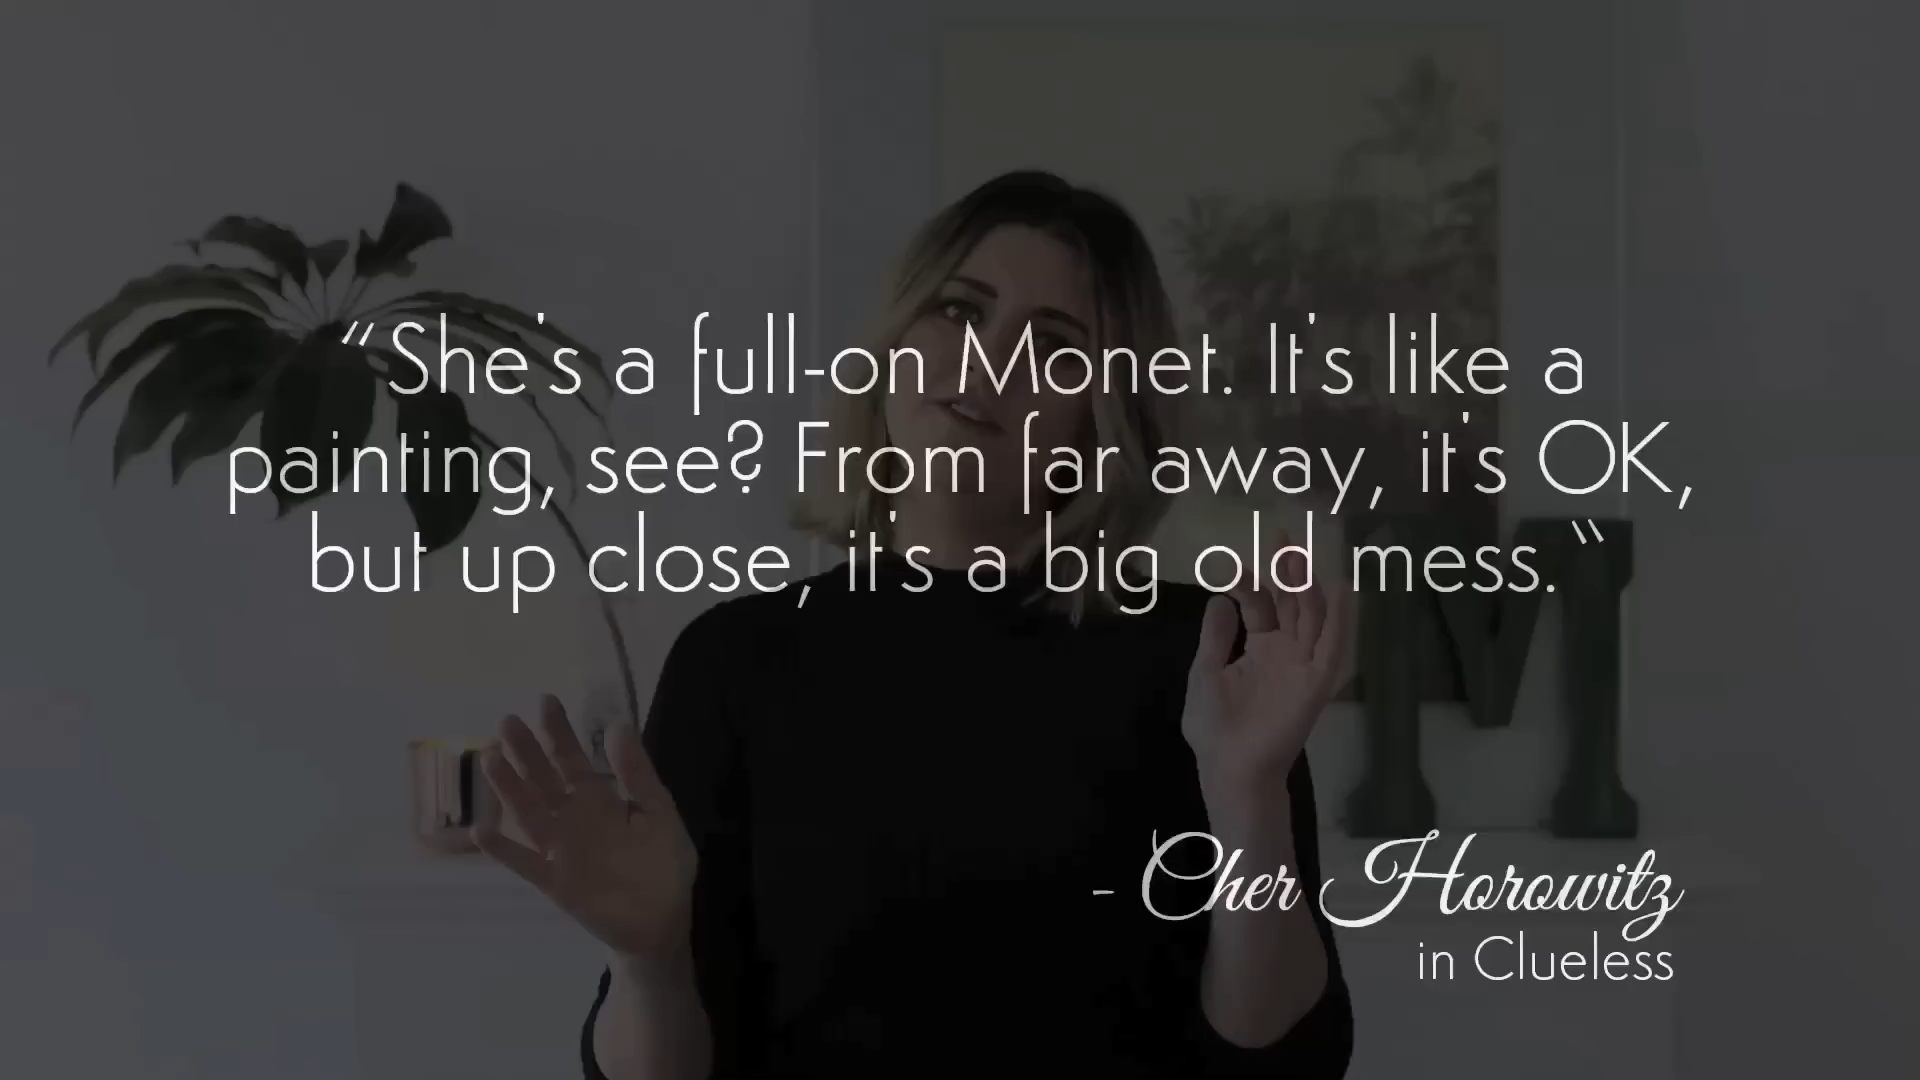 “She's a full-on Monet. It's like a
painting, see? From far away, it's OK,
but up close, it's a big old mess.“
- Cher Horowitz
in Clueless
M